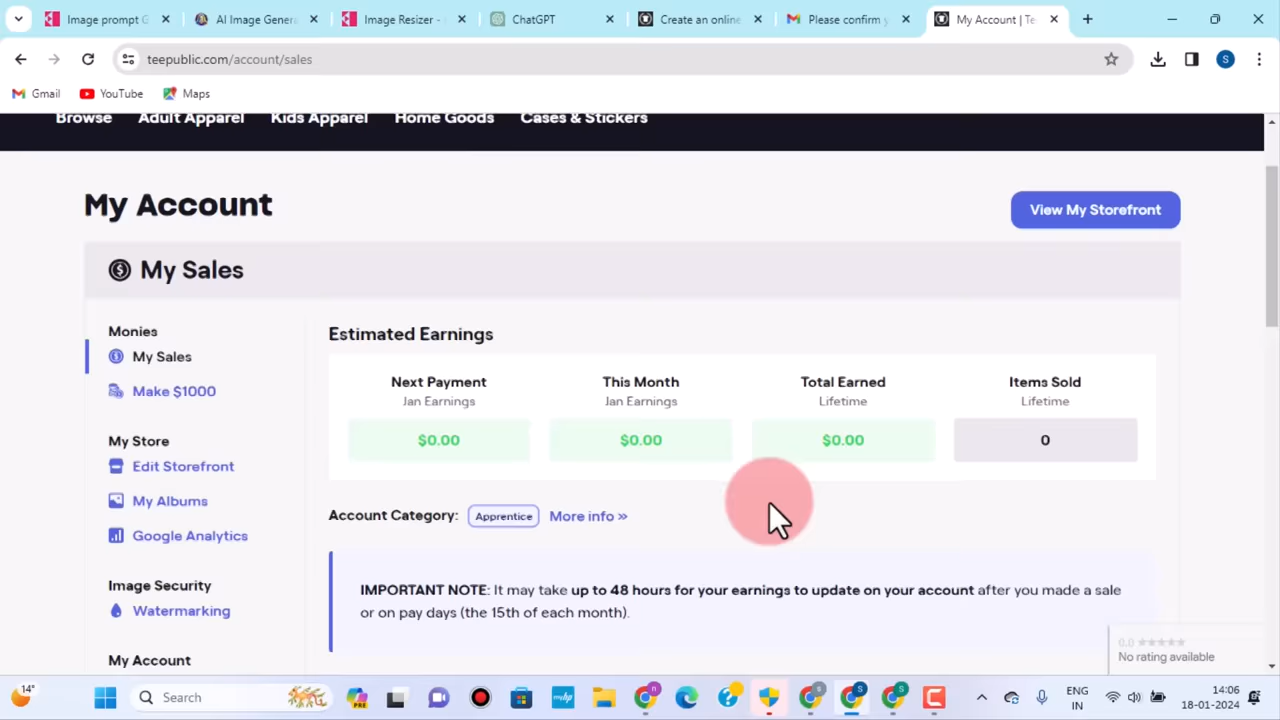 Image prompt G
AI Image Genera
Image Resizer -
ChatGPT
Create an online
Please confirm y
My Account | Te
teepublic.com/account/sales
S
Gmail
YouTube
Maps
Browse
Adult Apparel
Kids Apparel
Home Goods
Cases & Stickers
My Account
View My Storefront
My Sales
Monies
My Sales
Make $1000
My Store
Edit Storefront
My Albums
Google Analytics
Image Security
Watermarking
My Account
Estimated Earnings
Next Payment
Jan Earnings
$0.00
This Month
Jan Earnings
$0.00
Total Earned
Lifetime
$0.00
Items Sold
Lifetime
0
Account Category: Apprentice More info »
IMPORTANT NOTE: It may take up to 48 hours for your earnings to update on your account after you made a sale
or on pay days (the 15th of each month).
0.0 ★★★★★
No rating available
14°
Search
ENG
IN
14:06
18-01-2024